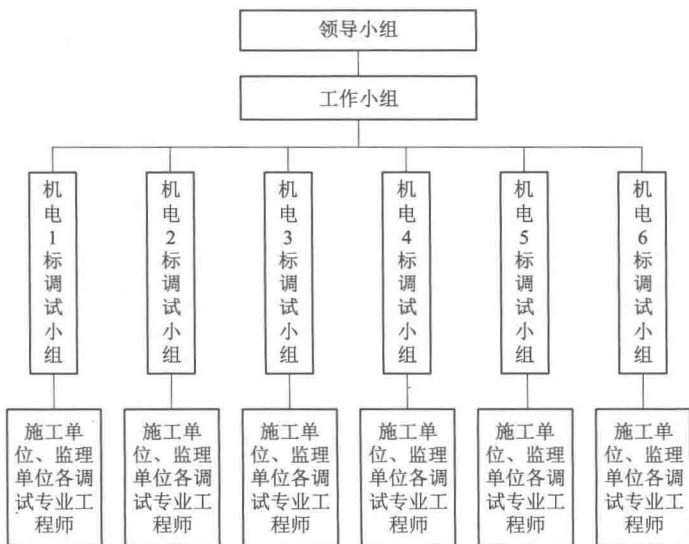 领导小组
工作小组
机电1标调试小组
机电2标调试小组
机电3标调试小组
机电4标调试小组
机电5标调试小组
机电6标调试小组
施工单
位、监理
单位各调
试专业工
程师
施工单
位、监理
单位各调
试专业工
程师
施工单
位、监理
单位各调
试专业工
程师
施工单
位、监理
单位各调
试专业工
程师
施工单
位、监理
单位各调
试专业工
程师
施工单
位、监理
单位各调
试专业工
程师